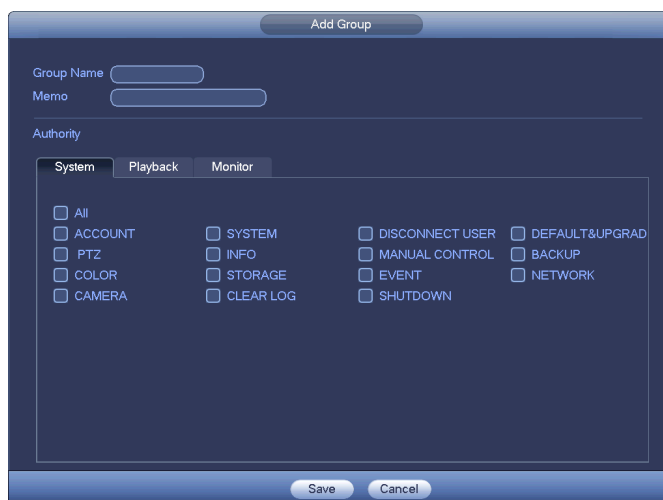 Add Group
Group Name
Memo
Authority
System Playback Monitor
All
ACCOUNT SYSTEM DISCONNECT USER DEFAULT&UPGRAD
PTZ INFO MANUAL CONTROL BACKUP
COLOR STORAGE EVENT NETWORK
CAMERA CLEAR LOG SHUTDOWN
Save Cancel